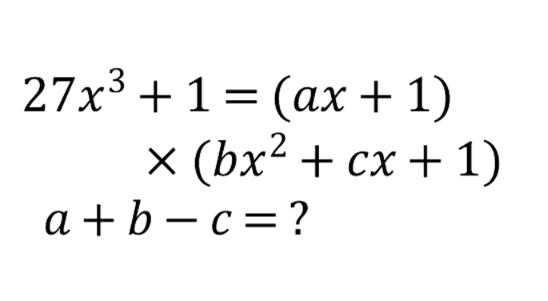 27x³ + 1 = (ax + 1)
× (bx² + cx + 1)
a + b − c = ?